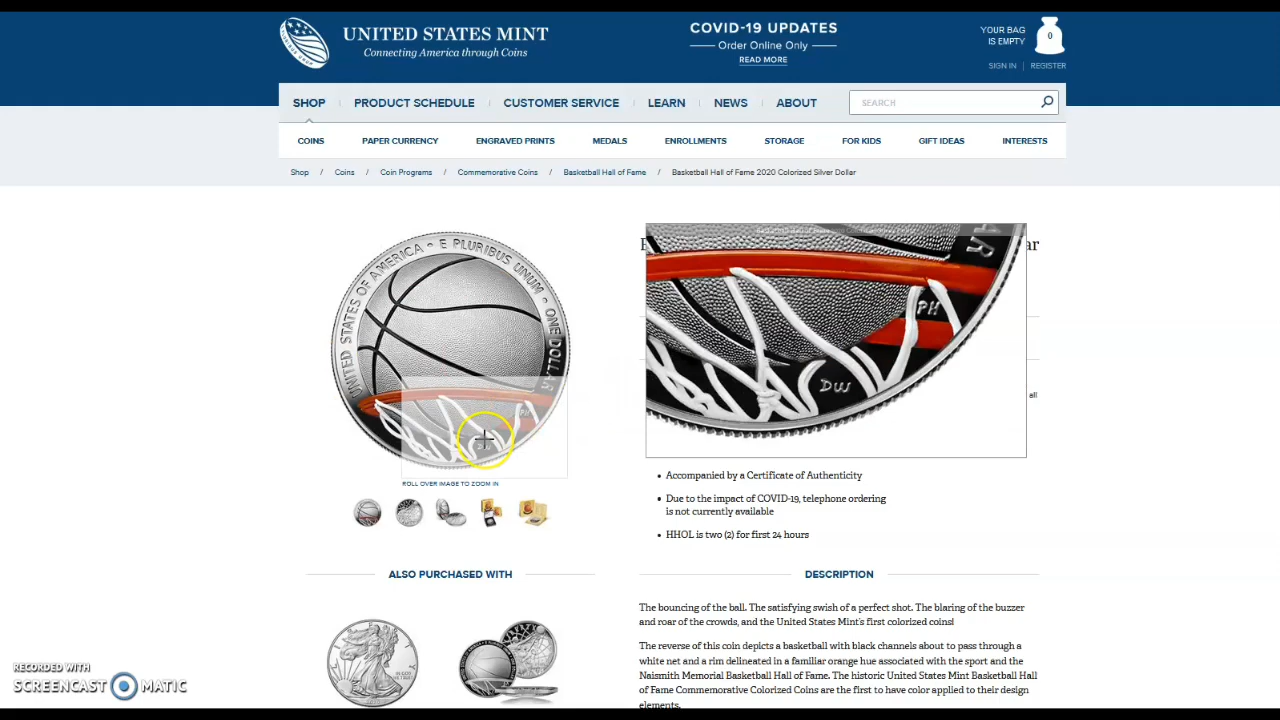 UNITED STATES MINT
Connecting America through Coins
COVID-19 UPDATES
Order Online Only
READ MORE
YOUR BAG
IS EMPTY
0
SIGN IN | REGISTER
SHOP
PRODUCT SCHEDULE
CUSTOMER SERVICE
LEARN
NEWS
ABOUT
SEARCH
COINS
PAPER CURRENCY
ENGRAVED PRINTS
MEDALS
ENROLLMENTS
STORAGE
FOR KIDS
GIFT IDEAS
INTERESTS
Shop / Coins / Coin Programs / Commemorative Coins / Basketball Hall of Fame / Basketball Hall of Fame 2020 Colorized Silver Dollar
UNITED STATES OF AMERICA • E PLURIBUS UNUM • ONE DOLLAR
PH
AR
PH
DW
ar
all
ROLL OVER IMAGE TO ZOOM IN
• Accompanied by a Certificate of Authenticity
• Due to the impact of COVID-19, telephone ordering
is not currently available
• HHOL is two (2) for first 24 hours
ALSO PURCHASED WITH
DESCRIPTION
The bouncing of the ball. The satisfying swish of a perfect shot. The blaring of the buzzer
and roar of the crowds, and the United States Mint's first colorized coins!
The reverse of this coin depicts a basketball with black channels about to pass through a
white net and a rim delineated in a familiar orange hue associated with the sport and the
Naismith Memorial Basketball Hall of Fame. The historic United States Mint Basketball Hall
of Fame Commemorative Colorized Coins are the first to have color applied to their design
elements.
RECORDED WITH
SCREENCAST MATIC